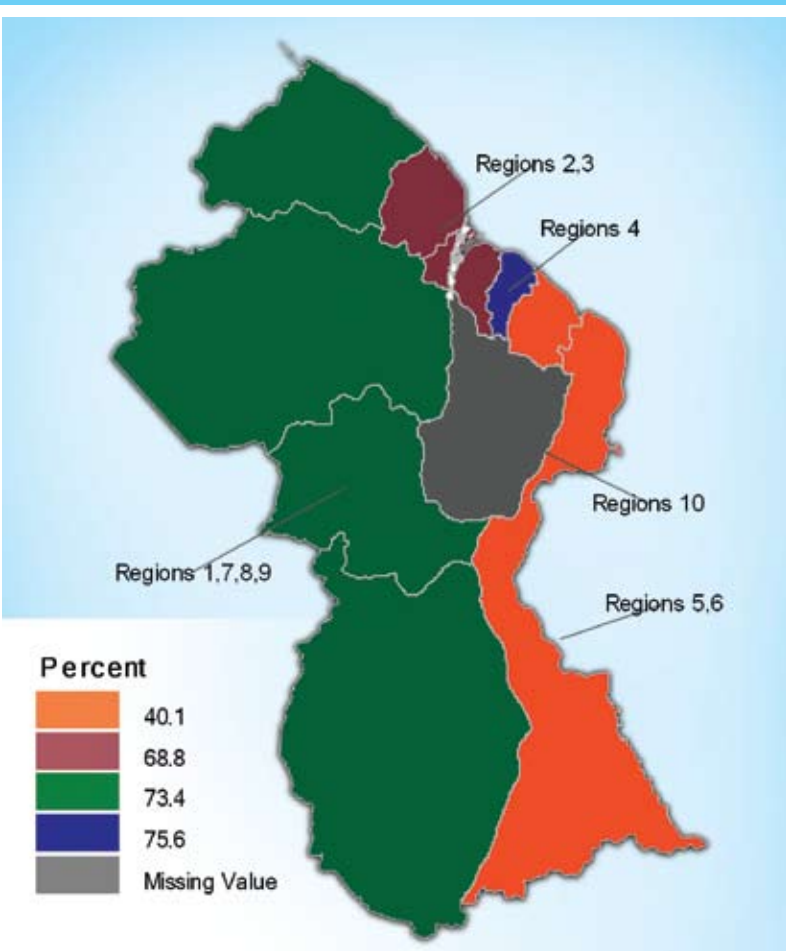 Regions 2,3
Regions 4
Regions 10
Regions 1,7,8,9
Regions 5,6
Percent
40.1
68.8
73.4
75.6
Missing Value